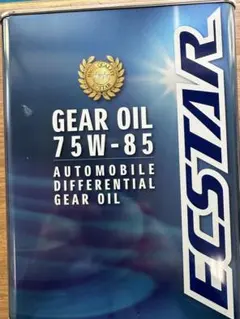 GEAR OIL
75W-85
AUTOMOBILE
DIFFERENTIAL
GEAR OIL
ECSTAR